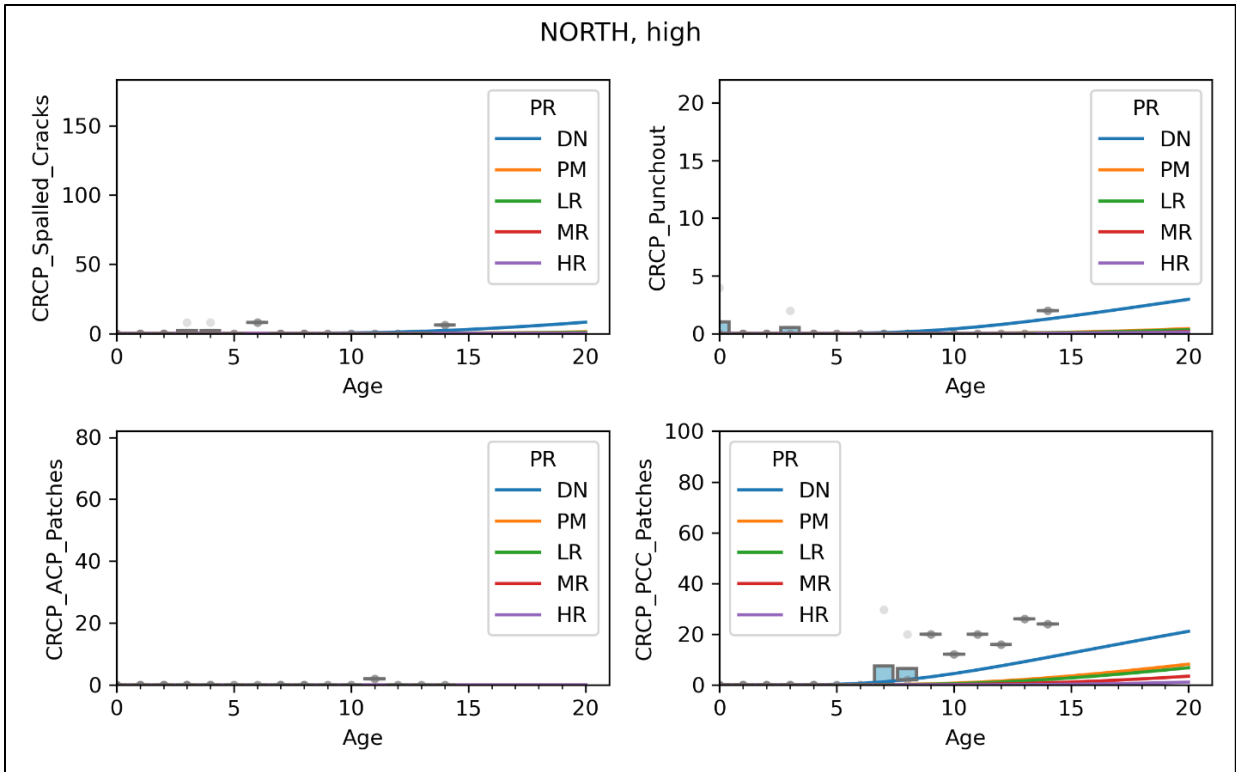 NORTH, high
CRCP_Spalled_Cracks
150
100
50
0
0 5 10 15 20
Age
PR
DN
PM
LR
MR
HR
CRCP_Punchout
20
15
10
5
0
0 5 10 15 20
Age
PR
DN
PM
LR
MR
HR
CRCP_ACP_Patches
80
60
40
20
0
0 5 10 15 20
Age
PR
DN
PM
LR
MR
HR
CRCP_PCC_Patches
100
80
60
40
20
0
0 5 10 15 20
Age
PR
DN
PM
LR
MR
HR